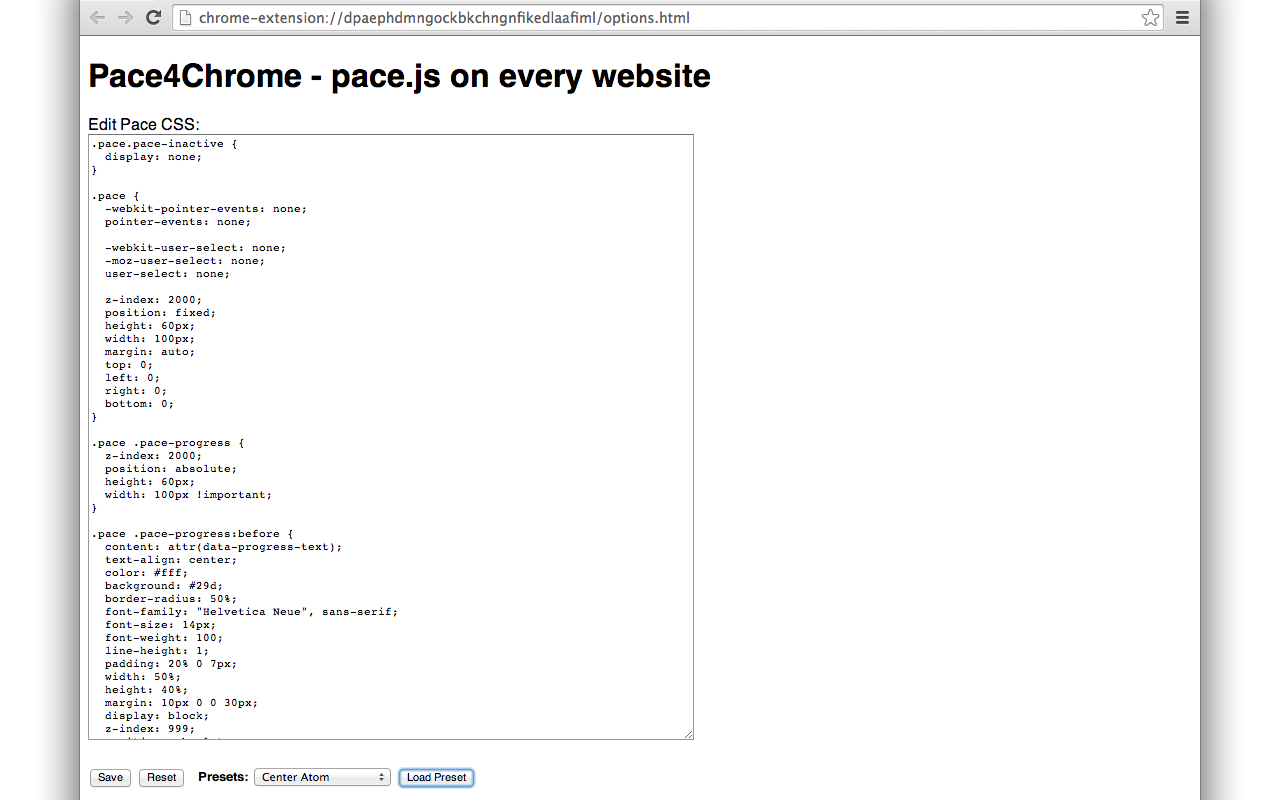 chrome-extension://dpaephdmngockbkchngnfikedlaafiml/options.html
Pace4Chrome - pace.js on every website
Edit Pace CSS:
.pace.pace-inactive {
  display: none;
}

.pace {
  -webkit-pointer-events: none;
  pointer-events: none;

  -webkit-user-select: none;
  -moz-user-select: none;
  user-select: none;

  z-index: 2000;
  position: fixed;
  height: 60px;
  width: 100px;
  margin: auto;
  top: 0;
  left: 0;
  right: 0;
  bottom: 0;
}

.pace .pace-progress {
  z-index: 2000;
  position: absolute;
  height: 60px;
  width: 100px !important;
}

.pace .pace-progress:before {
  content: attr(data-progress-text);
  text-align: center;
  color: #fff;
  background: #29d;
  border-radius: 50%;
  font-family: "Helvetica Neue", sans-serif;
  font-size: 14px;
  font-weight: 100;
  line-height: 1;
  padding: 20% 0 7px;
  width: 50%;
  height: 40%;
  margin: 10px 0 0 30px;
  display: block;
  z-index: 999;
Save Reset Presets: Center Atom Load Preset